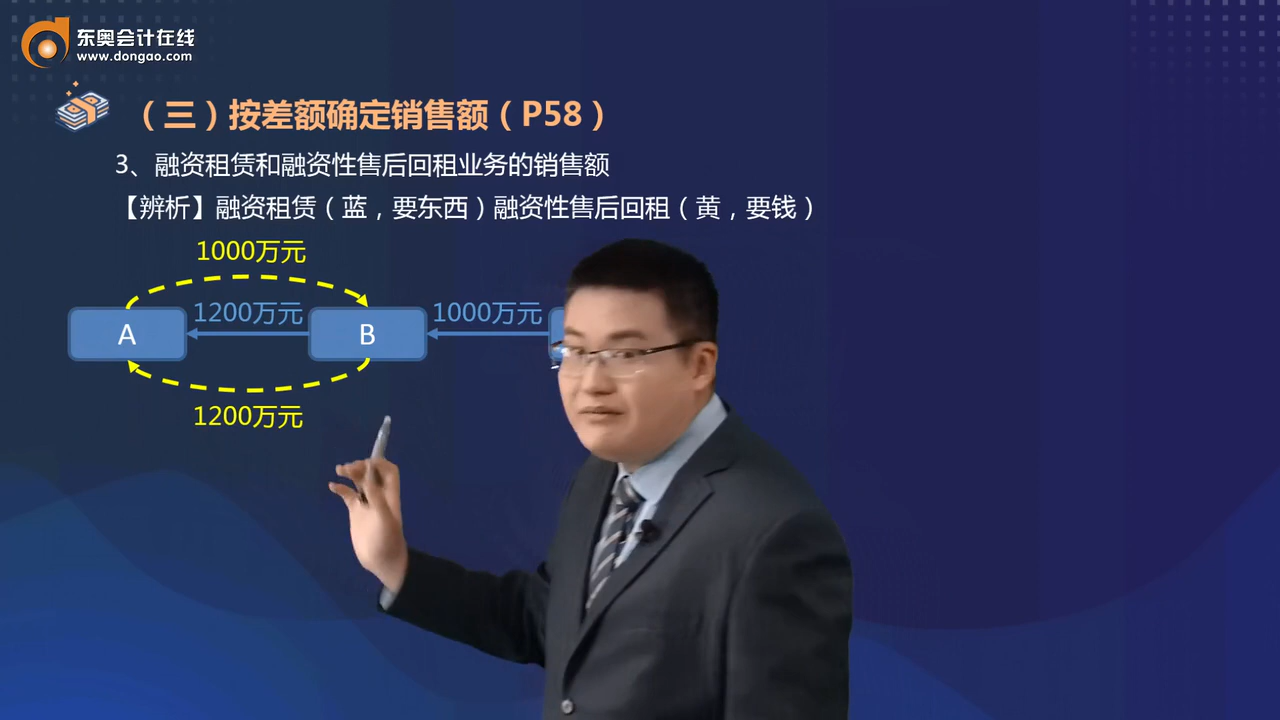 东奥会计在线
www.dongao.com
（三）按差额确定销售额（P58）
3、融资租赁和融资性售后回租业务的销售额
【辨析】融资租赁（蓝，要东西）融资性售后回租（黄，要钱）
1000万元
1200万元
1000万元
A
B
1200万元